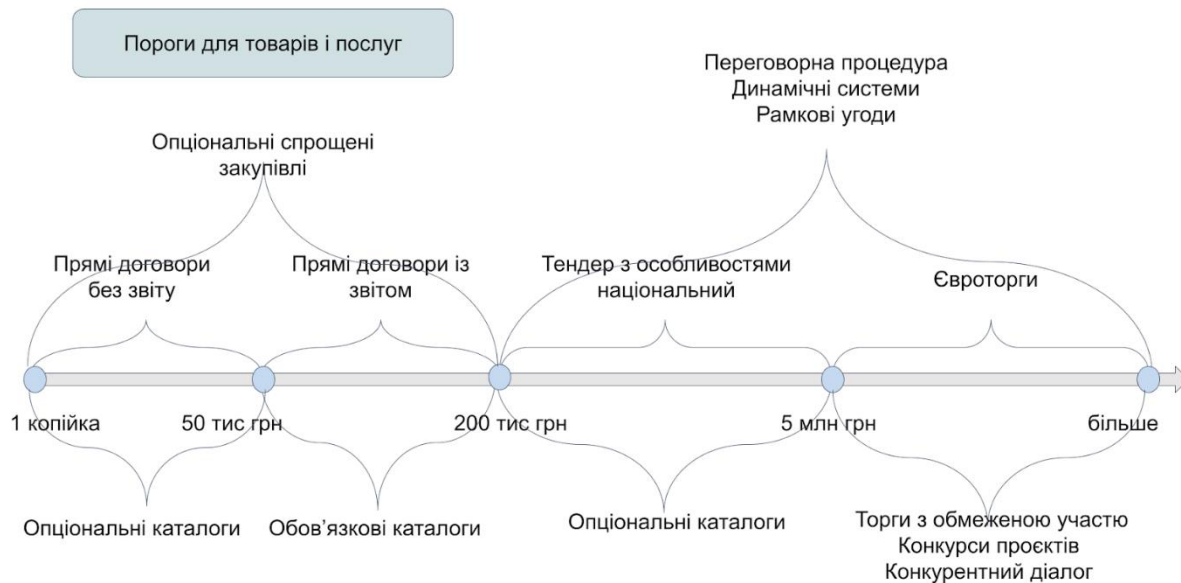 Пороги для товарів і послуг
Переговорна процедура
Динамічні системи
Рамкові угоди
Опціональні спрощені
закупівлі
Прямі договори
без звіту
Прямі договори із
звітом
Тендер з особливостями
національний
Євроторги
1 копійка
50 тис грн
200 тис грн
5 млн грн
більше
Опціональні каталоги
Обов’язкові каталоги
Опціональні каталоги
Торги з обмеженою участю
Конкурси проєктів
Конкурентний діалог